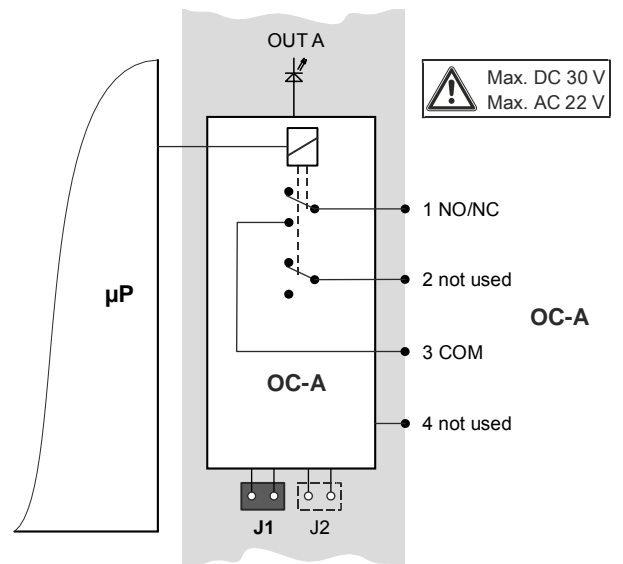 OUT A
Max. DC 30 V
Max. AC 22 V
1 NO/NC
2 not used
µP
OC-A
3 COM
OC-A
4 not used
J1
J2